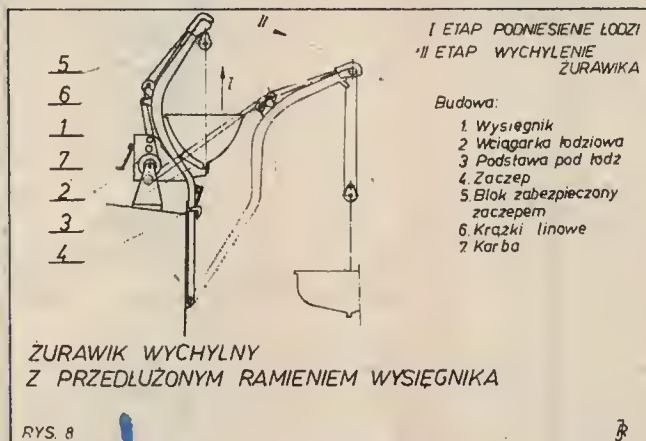 I ETAP PODNIESIENIE ŁODZI
II ETAP WYCHYLENIE
ŻURAWIKA
II
I
5
6
1
7
2
3
4
Budowa:
1. Wysięgnik
2 Wciągarka łodziowa
3 Podstawa pod łodz
4. Zaczep
5. Blok zabezpieczony
zaczepem
6. Krążki linowe
7. Karba
ŻURAWIK WYCHYLNY
Z PRZEDŁUŻONYM RAMIENIEM WYSIĘGNIKA
RYS. 8